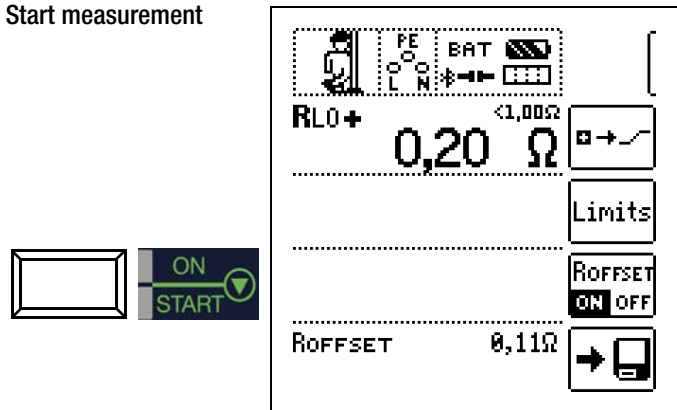 Start measurement
PE
L N
BAT
RLO+ <1,00Ω
0,20 Ω
Limits
ROFFSET
ON OFF
ON
START
ROFFSET 0,11Ω